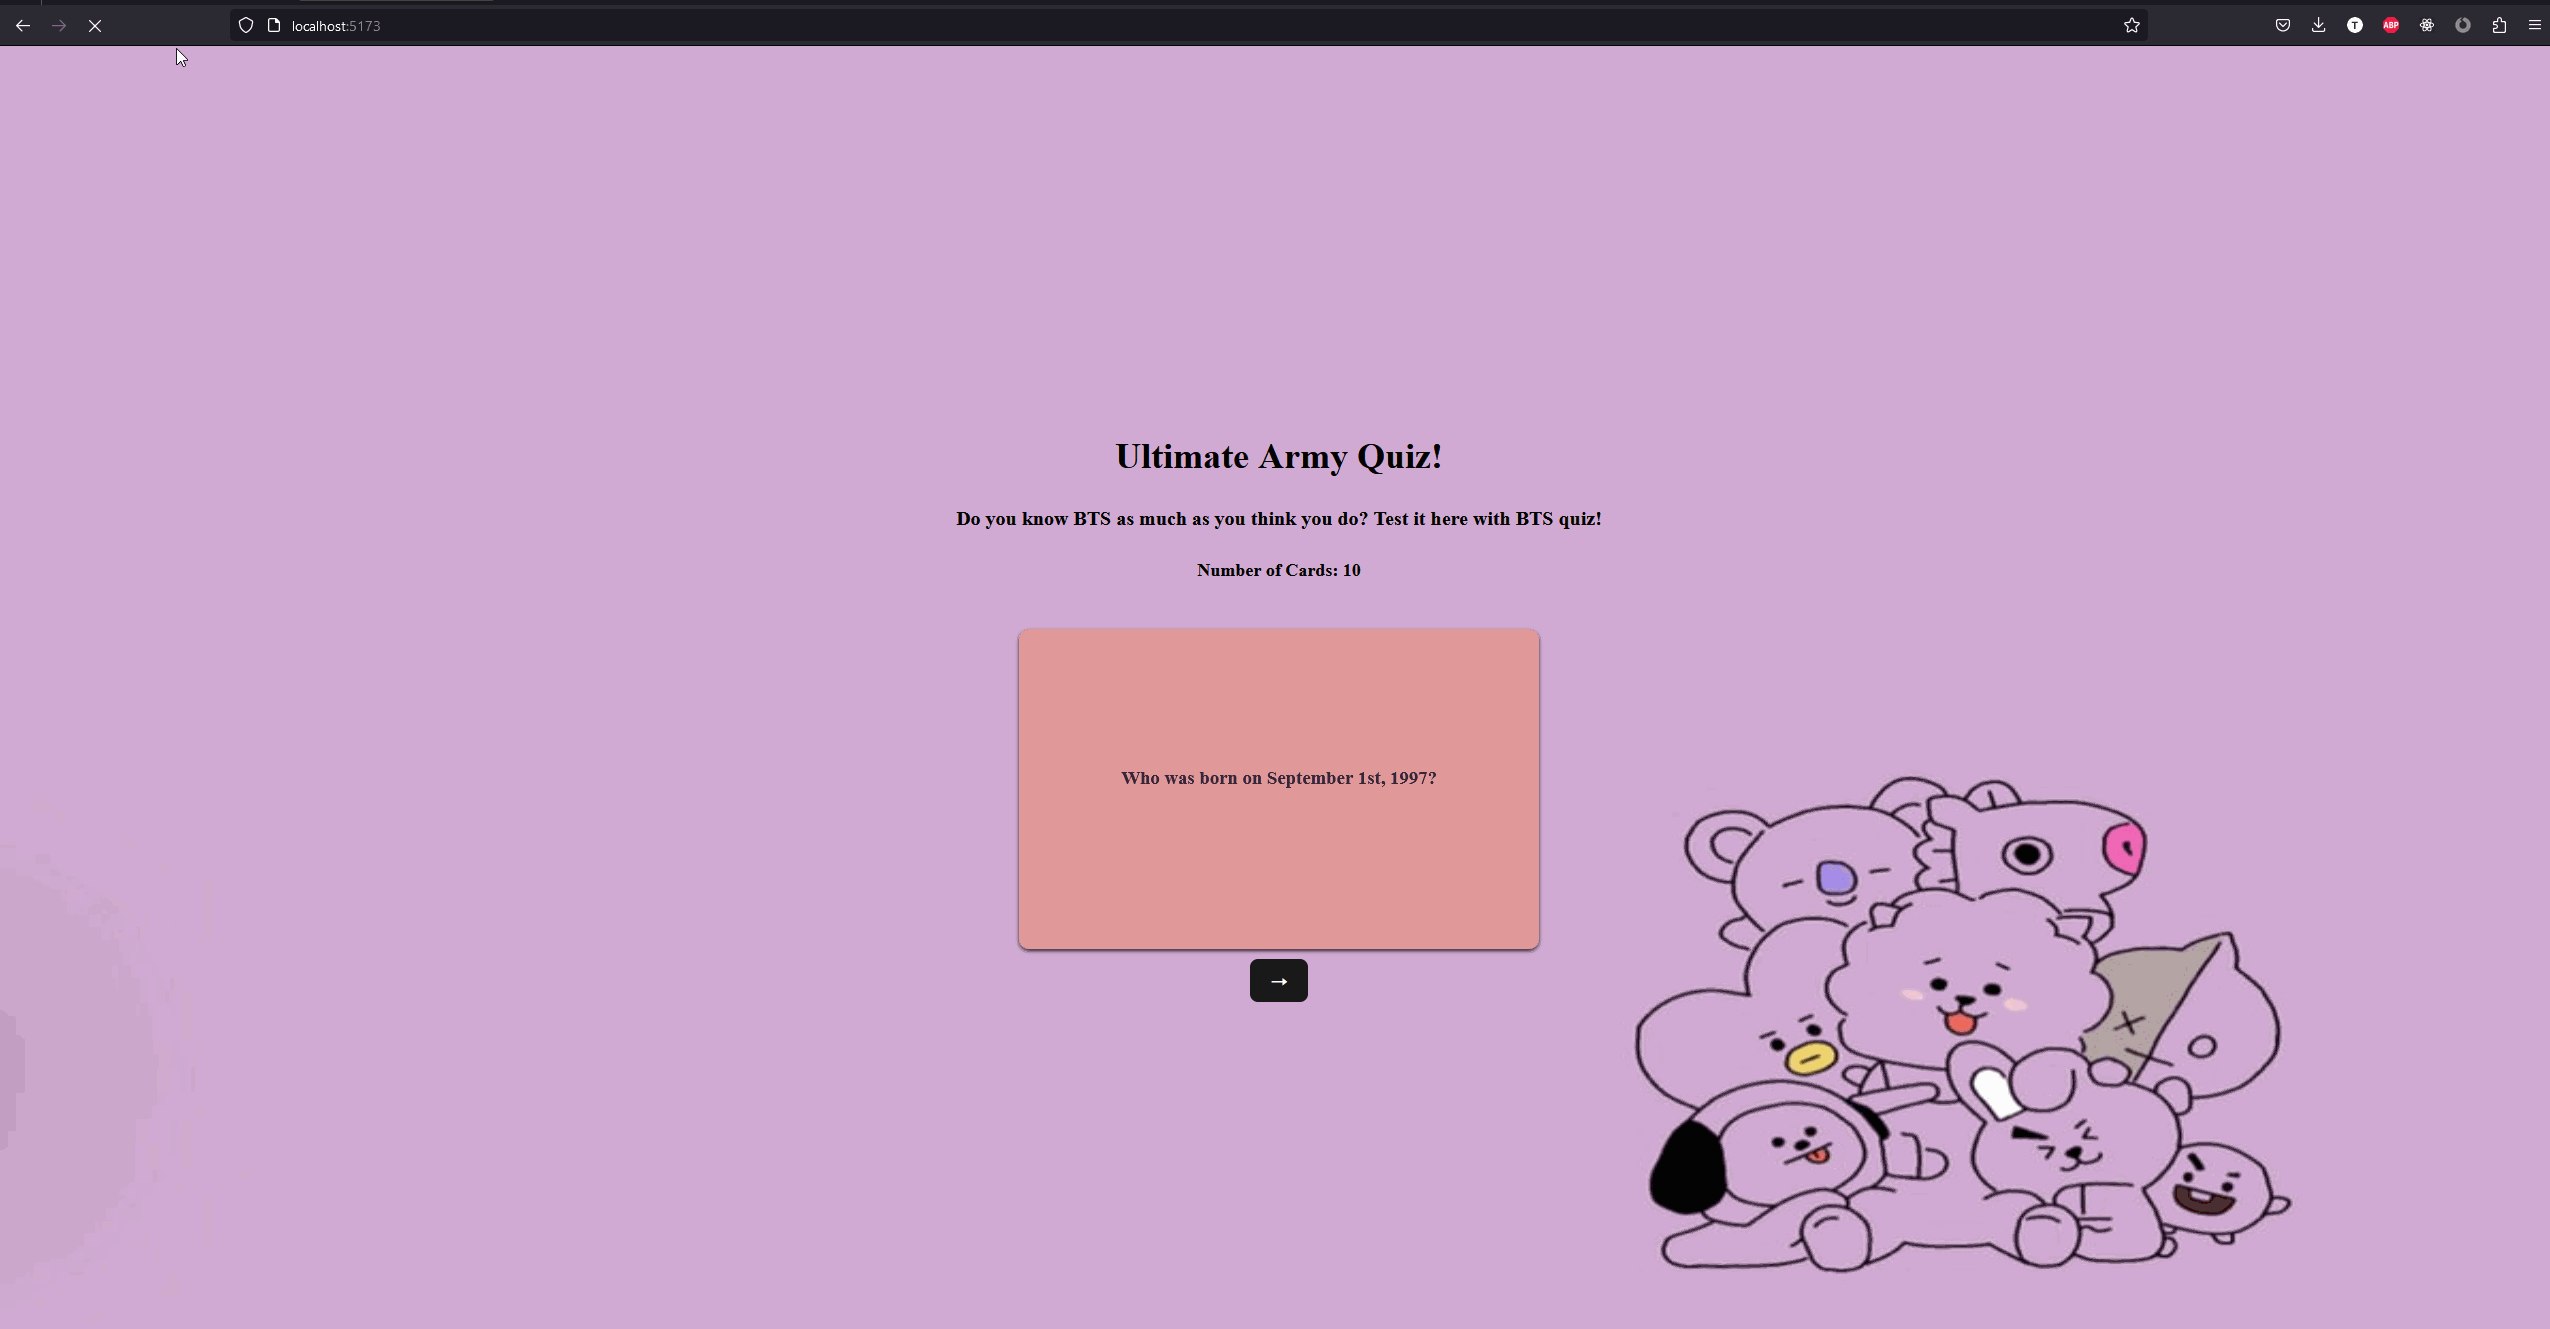 localhost:5173
T
ABP
Ultimate Army Quiz!
Do you know BTS as much as you think you do? Test it here with BTS quiz!
Number of Cards: 10
Who was born on September 1st, 1997?
→